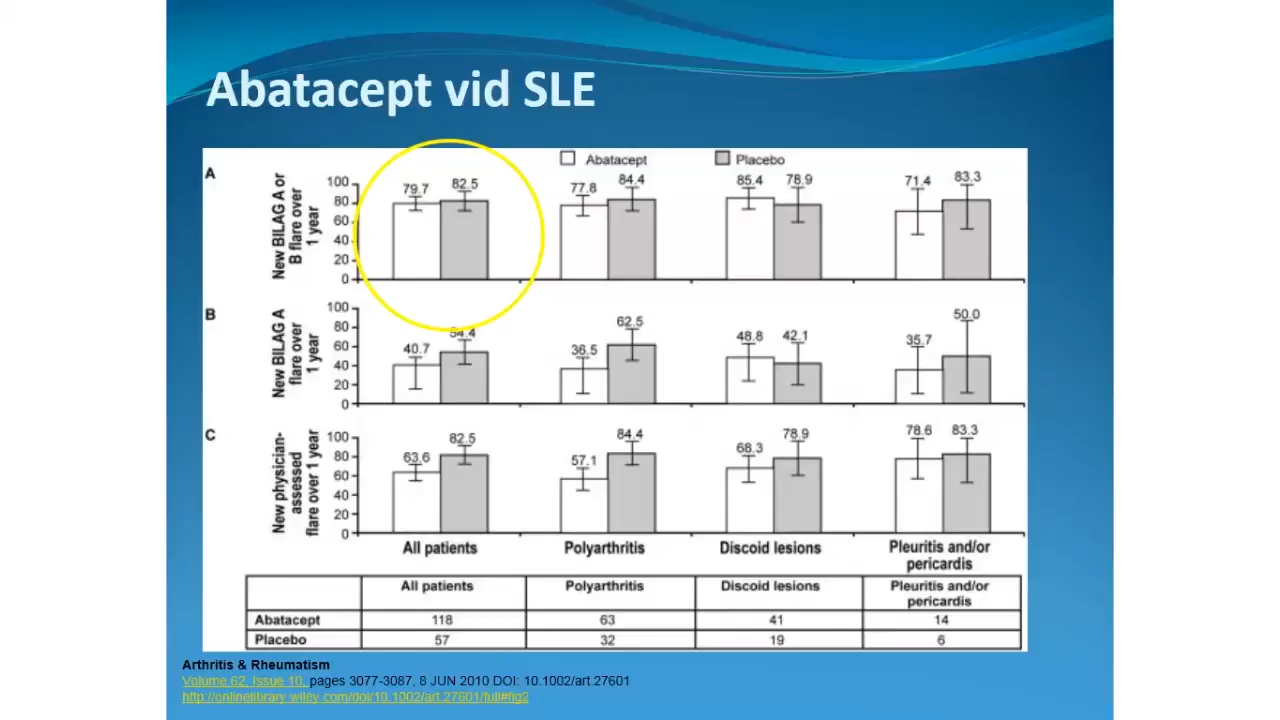 Abatacept vid SLE
Abatacept Placebo
A
New BILAG A or
B flare over
1 year
100
80
60
40
20
0
79.7 82.5 77.8 84.4 85.4 78.9 71.4 83.3
B
New BILAG A
flare over
1 year
100
80
60
40
20
0
40.7 54.4 36.5 62.5 48.8 42.1 35.7 50.0
C
New physician-
assessed
flare over 1 year
100
80
60
40
20
0
63.6 82.5 57.1 84.4 68.3 78.9 78.6 83.3
All patients Polyarthritis Discoid lesions Pleuritis and/or
pericardis
All patients Polyarthritis Discoid lesions Pleuritis and/or
pericardis
Abatacept 118 63 41 14
Placebo 57 32 19 6
Arthritis & Rheumatism
Volume 62, Issue 10, pages 3077-3087, 8 JUN 2010 DOI: 10.1002/art.27601
http://onlinelibrary.wiley.com/doi/10.1002/art.27601/full#fig2